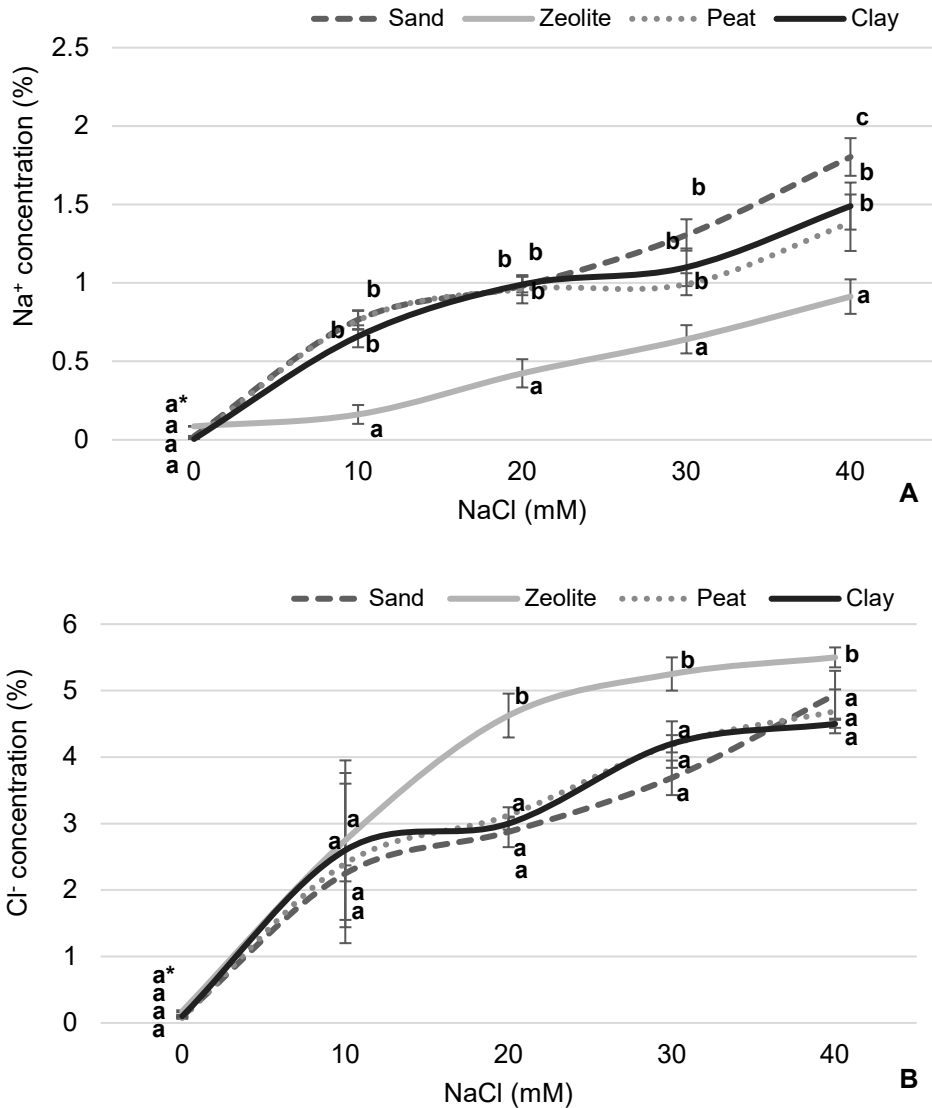 Sand Zeolite Peat Clay
2.5
2
1.5
1
0.5
0
Na⁺ concentration (%)
c
b
b
b
b
b
a
b
b
b
a
b
b
b
a
a
a*
a
a
a
0 10 20 30 40
NaCl (mM)
A
Sand Zeolite Peat Clay
6
5
4
3
2
1
0
Cl⁻ concentration (%)
b
b
b
a
a
a
a
a
a
a
a
a
a
a
a
a
a*
a
a
a
0 10 20 30 40
NaCl (mM)
B